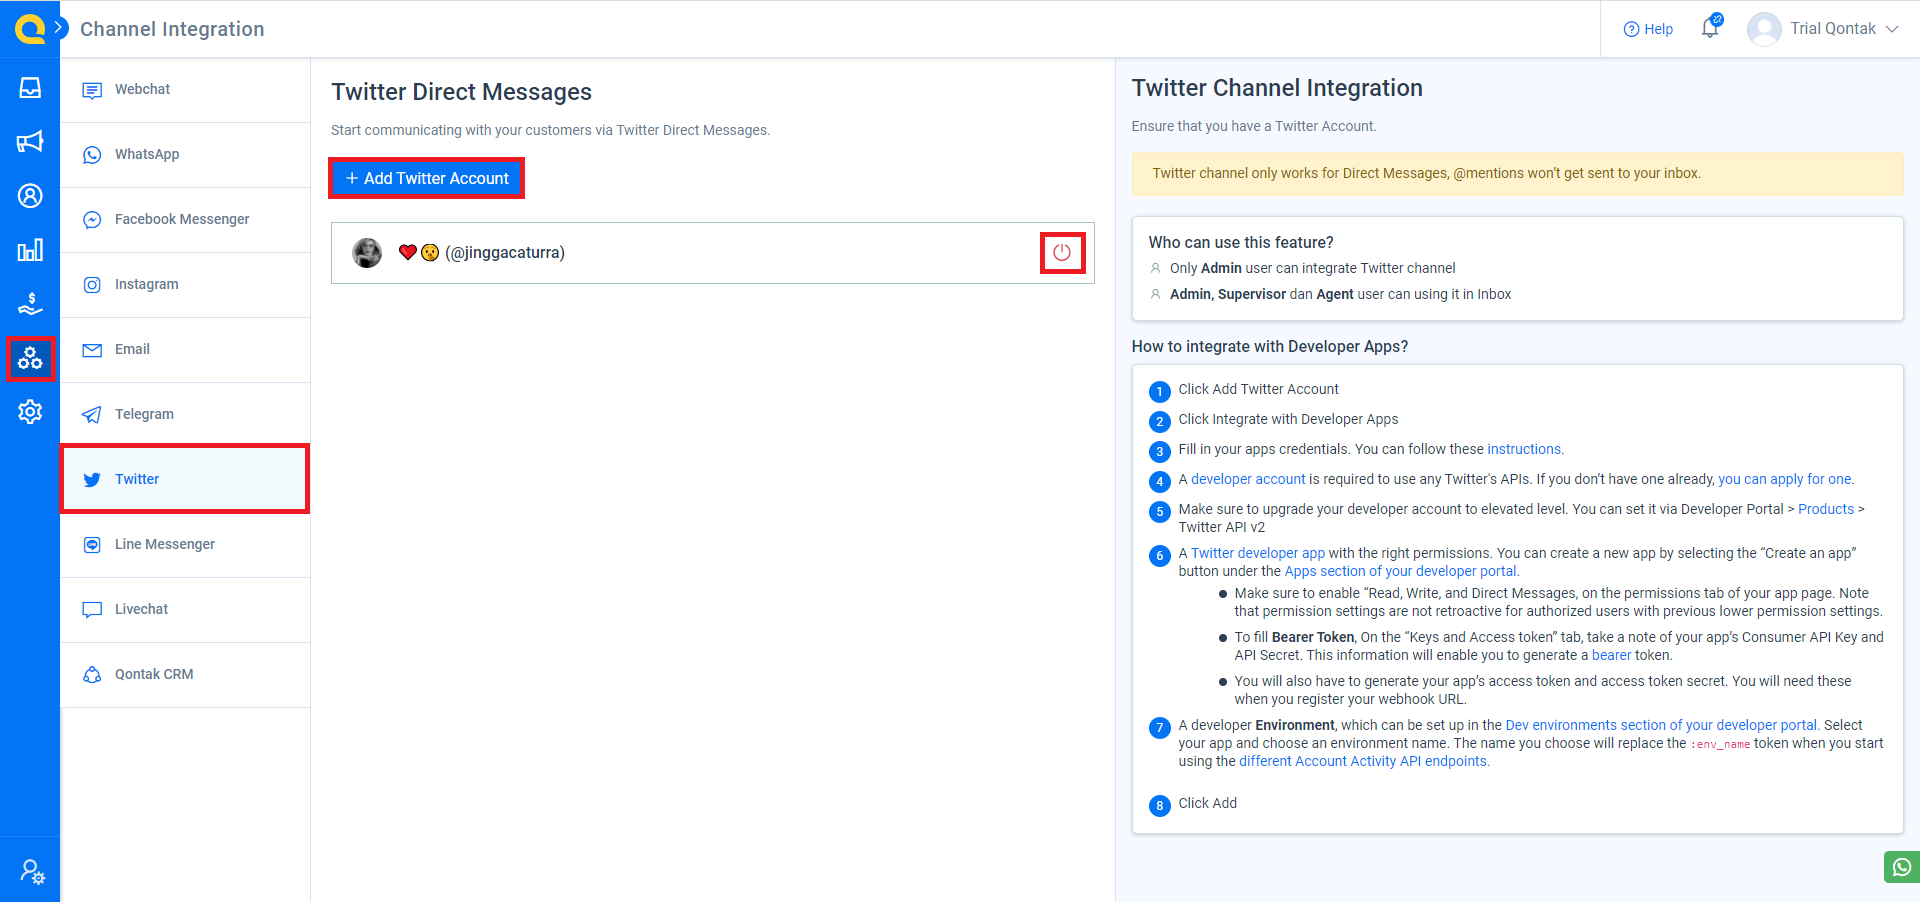 Channel Integration
Help
Trial Qontak
Webchat
WhatsApp
Facebook Messenger
Instagram
Email
Telegram
Twitter
Line Messenger
Livechat
Qontak CRM
Twitter Direct Messages
Start communicating with your customers via Twitter Direct Messages.
+ Add Twitter Account
❤️😗 (@jinggacaturra)
Twitter Channel Integration
Ensure that you have a Twitter Account.
Twitter channel only works for Direct Messages, @mentions won’t get sent to your inbox.
Who can use this feature?
Only Admin user can integrate Twitter channel
Admin, Supervisor dan Agent user can using it in Inbox
How to integrate with Developer Apps?
1 Click Add Twitter Account
2 Click Integrate with Developer Apps
3 Fill in your apps credentials. You can follow these instructions.
4 A developer account is required to use any Twitter's APIs. If you don’t have one already, you can apply for one.
5 Make sure to upgrade your developer account to elevated level. You can set it via Developer Portal > Products >
Twitter API v2
6 A Twitter developer app with the right permissions. You can create a new app by selecting the “Create an app”
button under the Apps section of your developer portal.
● Make sure to enable “Read, Write, and Direct Messages, on the permissions tab of your app page. Note
that permission settings are not retroactive for authorized users with previous lower permission settings.
● To fill Bearer Token, On the “Keys and Access token” tab, take a note of your app’s Consumer API Key and
API Secret. This information will enable you to generate a bearer token.
● You will also have to generate your app’s access token and access token secret. You will need these
when you register your webhook URL.
7 A developer Environment, which can be set up in the Dev environments section of your developer portal. Select
your app and choose an environment name. The name you choose will replace the :env_name token when you start
using the different Account Activity API endpoints.
8 Click Add